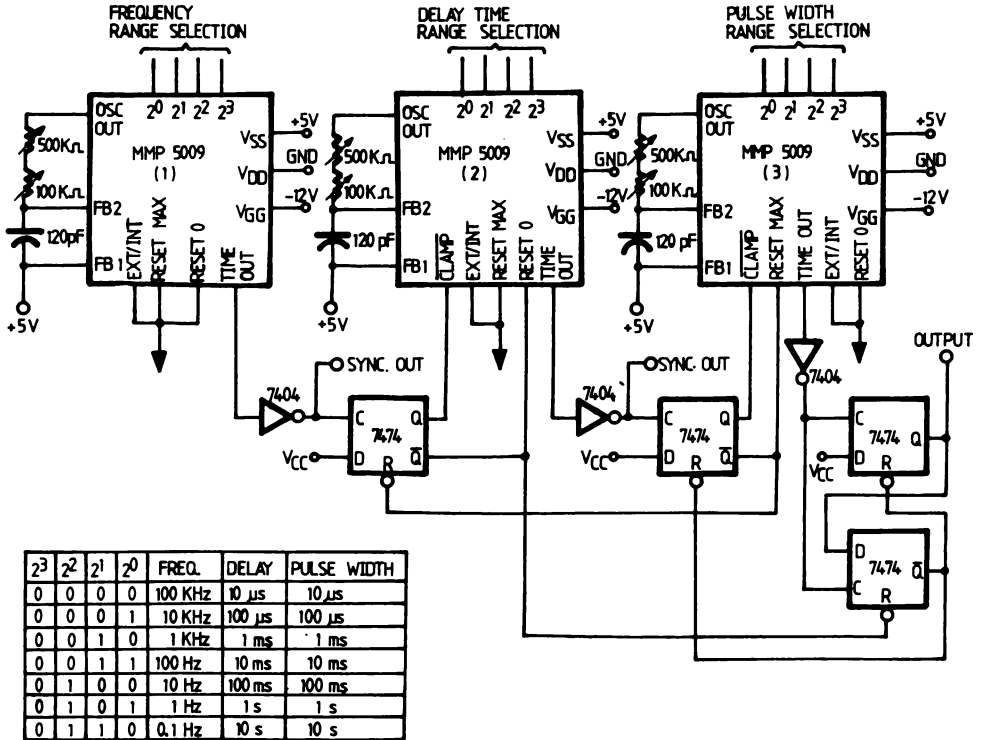 FREQUENCY
RANGE SELECTION
DELAY TIME
RANGE SELECTION
PULSE WIDTH
RANGE SELECTION
OSC OUT
2⁰ 2¹ 2² 2³
MMP 5009
(1)
VSS
VDD
VGG
+5V
GND
-12V
500KΩ
100KΩ
120pF
FB2
FB1
EXT/INT
RESET MAX
RESET 0
TIME OUT
+5V
OSC OUT
2⁰ 2¹ 2² 2³
MMP 5009
(2)
VSS
VDD
VGG
+5V
GND
-12V
500KΩ
100KΩ
120 pF
FB2
FB1
C̅L̅A̅M̅P̅
EXT/INT
RESET MAX
RESET 0
TIME OUT
+5V
OSC OUT
2⁰ 2¹ 2² 2³
MMP 5009
(3)
VSS
VDD
VGG
+5V
GND
-12V
500KΩ
100KΩ
120 pF
FB2
FB1
C̅L̅A̅M̅P̅
RESET MAX
TIME OUT
EXT/INT
RESET 0
+5V
SYNC. OUT
7404
C Q
7474
VCC
D R Q̅
SYNC. OUT
7404
C Q
7474
VCC
D R Q̅
OUTPUT
7404
C
7474 Q
VCC
D R
D
7474 Q̅
C R
2³ 2² 2¹ 2⁰ FREQ. DELAY PULSE WIDTH
0 0 0 0 100 KHz 10 µs 10 µs
0 0 0 1 10 KHz 100 µs 100 µs
0 0 1 0 1 KHz 1 ms 1 ms
0 0 1 1 100 Hz 10 ms 10 ms
0 1 0 0 10 Hz 100 ms 100 ms
0 1 0 1 1 Hz 1 s 1 s
0 1 1 0 0.1 Hz 10 s 10 s